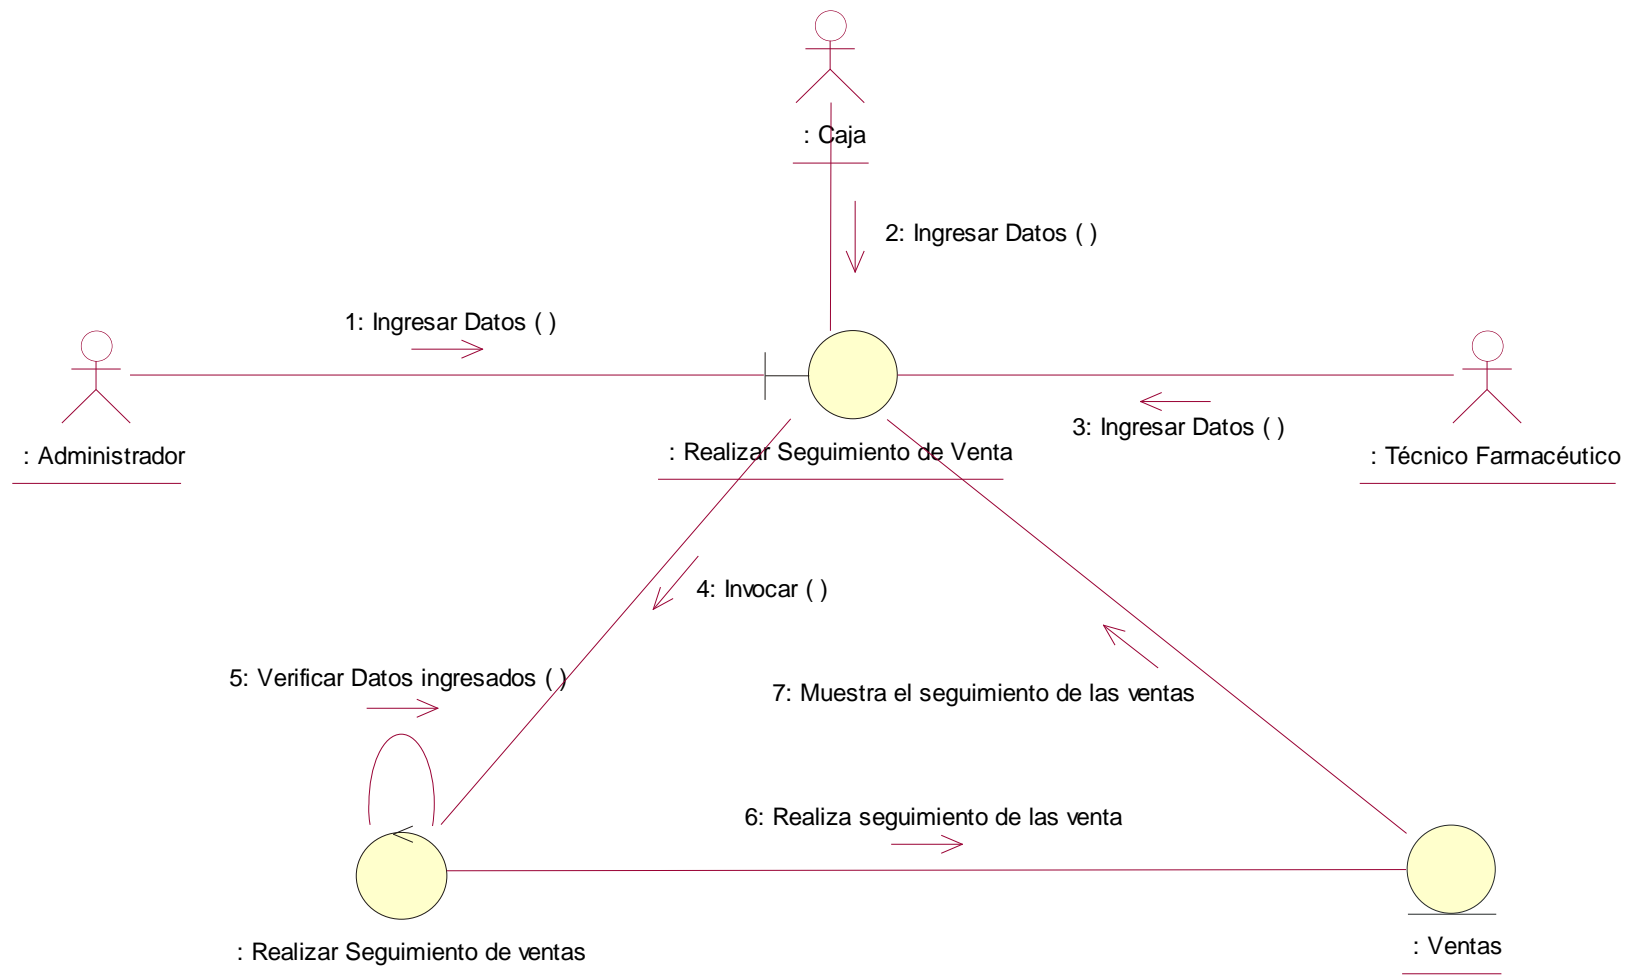 : Caja
2: Ingresar Datos ( )
1: Ingresar Datos ( )
3: Ingresar Datos ( )
: Administrador
: Realizar Seguimiento de Venta
: Técnico Farmacéutico
4: Invocar ( )
5: Verificar Datos ingresados ( )
7: Muestra el seguimiento de las ventas
6: Realiza seguimiento de las venta
: Realizar Seguimiento de ventas
: Ventas